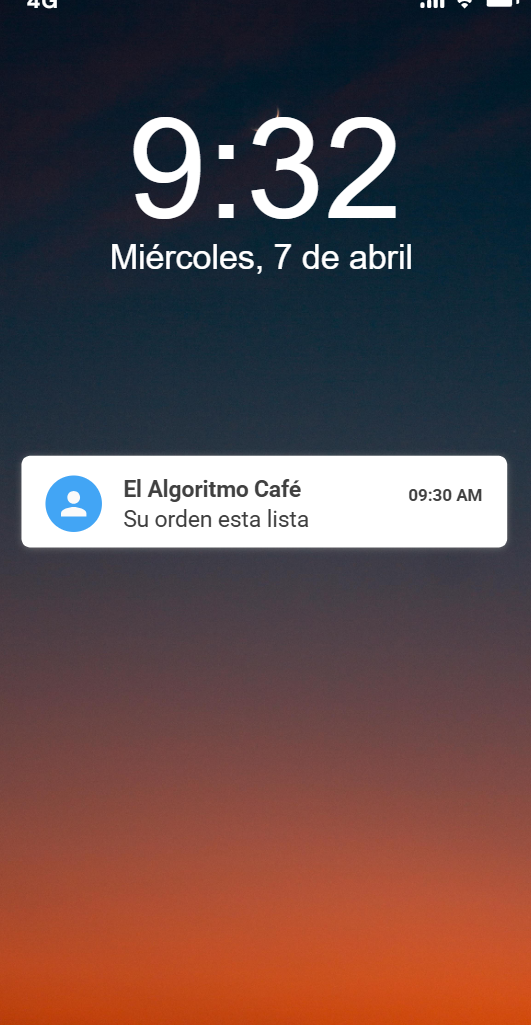 4G
9:32
Miércoles, 7 de abril
El Algoritmo Café
09:30 AM
Su orden esta lista